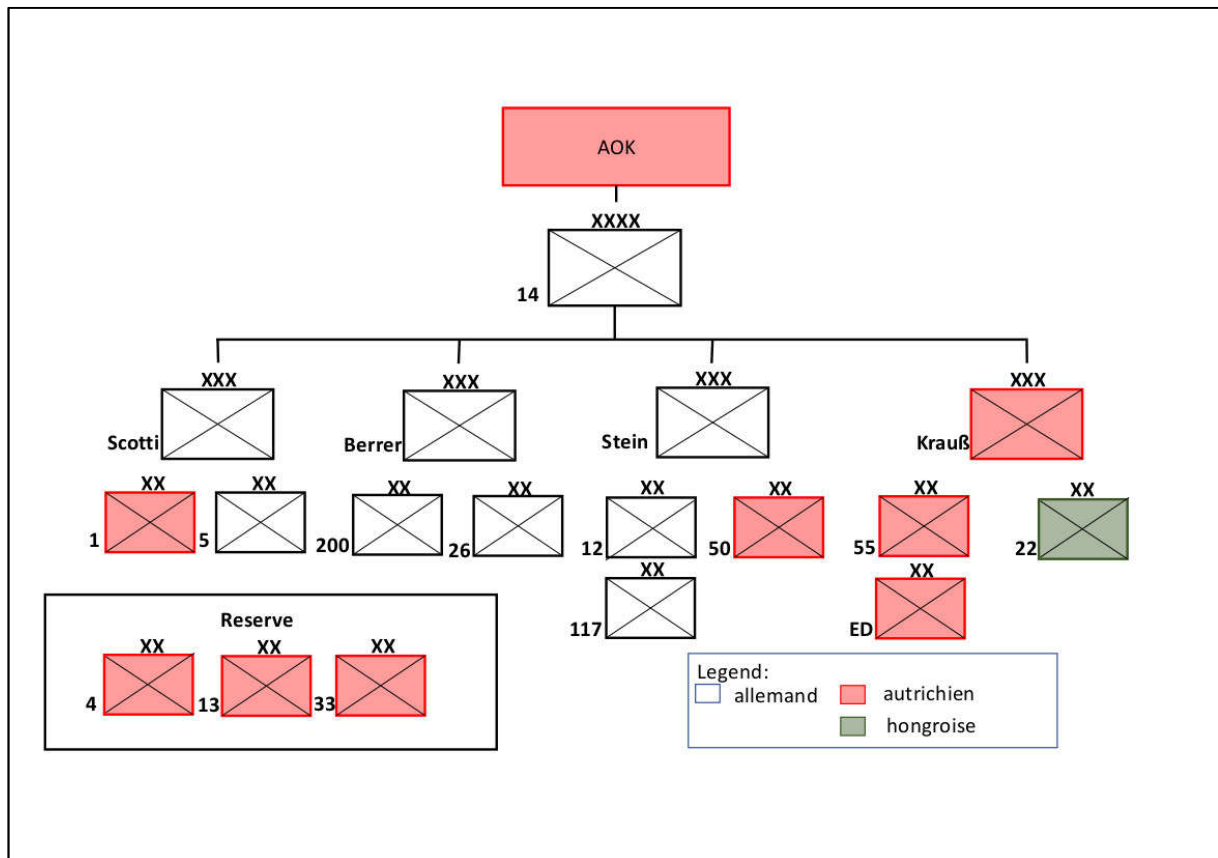 AOK
XXXX
14
XXX XXX XXX XXX
Scotti Berrer Stein Krauß
XX XX XX XX XX XX XX XX
1 5 200 26 12 50 55 22
XX XX
117 ED
Reserve
XX XX XX
4 13 33
Legend:
allemand autrichien
hongroise